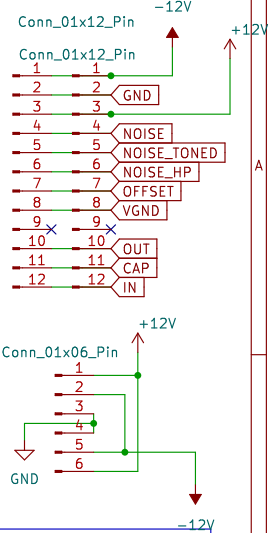 -12V
Conn_01x12_Pin
+12V
Conn_01x12_Pin
1 1
2 2 GND
3 3
4 4 NOISE
5 5 NOISE_TONED
6 6 NOISE_HP
A
7 7 OFFSET
8 8 VGND
9 9
10 10 OUT
11 11 CAP
12 12 IN
+12V
Conn_01x06_Pin
1
2
3
4
5
6
GND
-12V